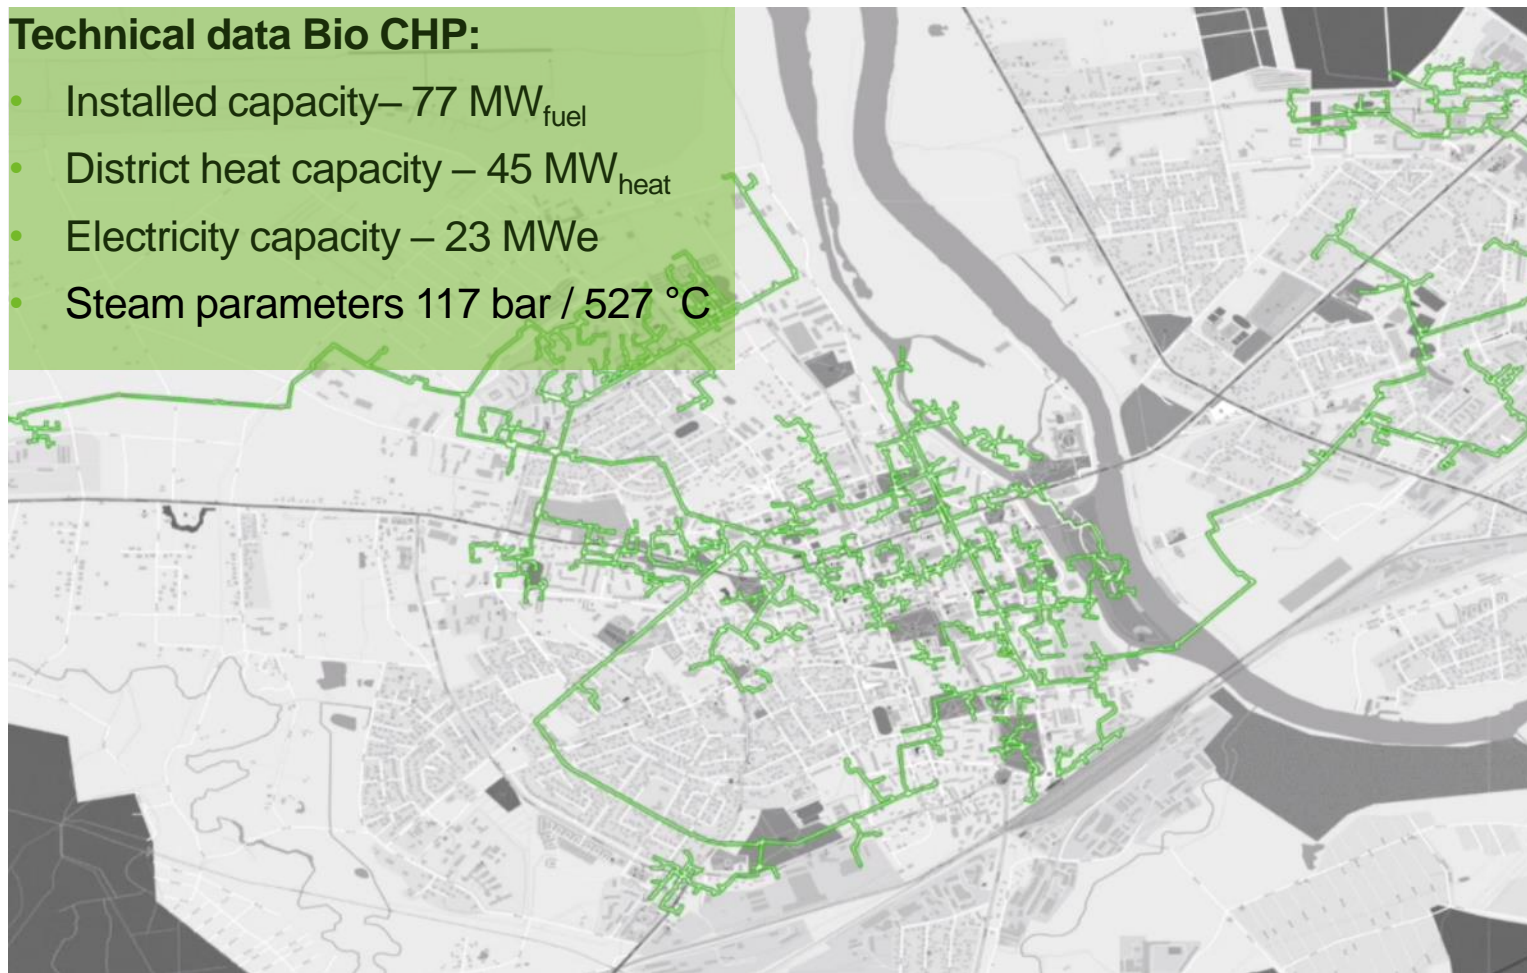 Technical data Bio CHP:
• Installed capacity– 77 MWfuel
• District heat capacity – 45 MWheat
• Electricity capacity – 23 MWe
• Steam parameters 117 bar / 527 °C